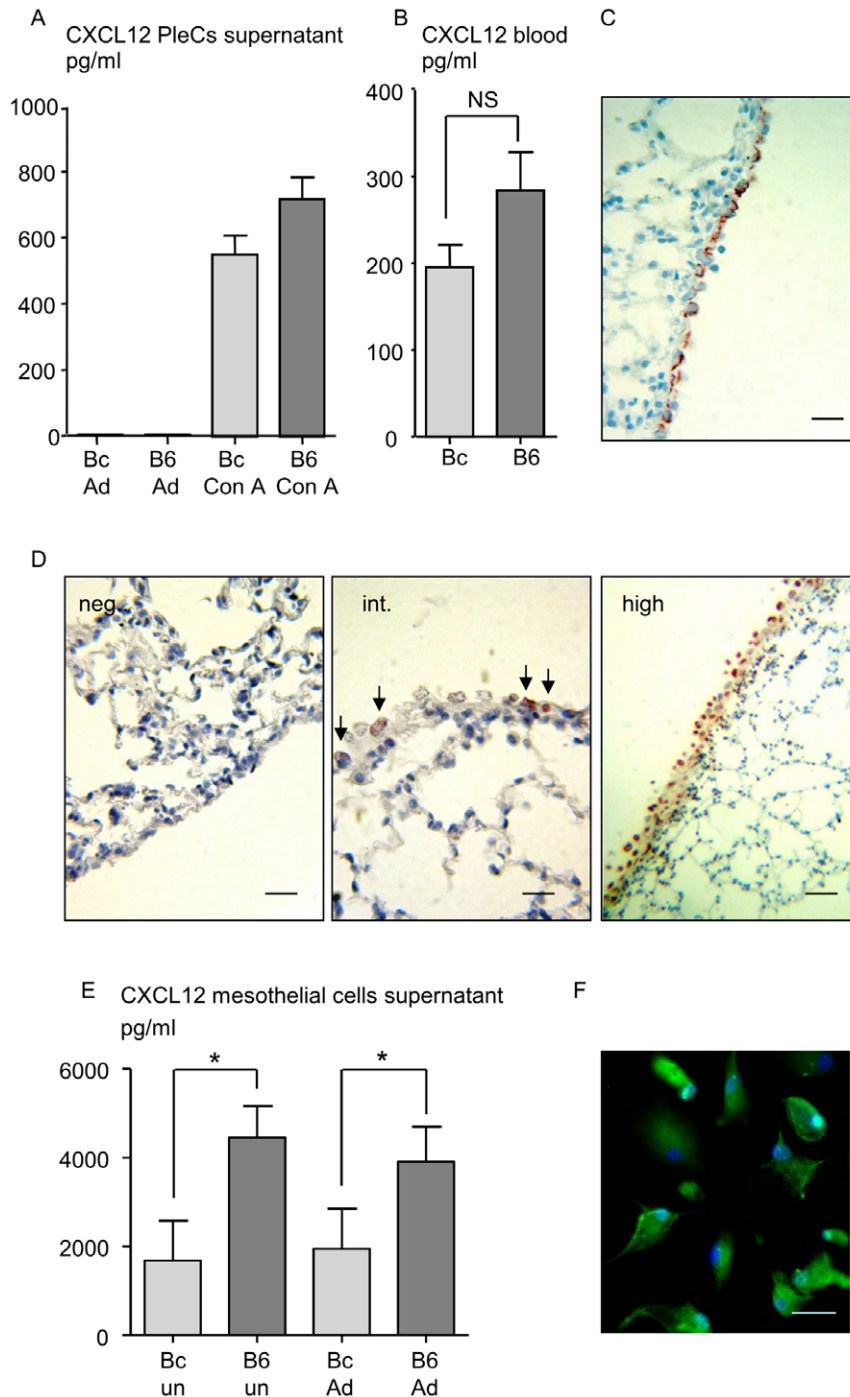 A
CXCL12 PleCs supernatant
pg/ml
1000
800
600
400
200
0
Bc Ad
B6 Ad
Bc Con A
B6 Con A
B
CXCL12 blood
pg/ml
400
300
200
100
0
NS
Bc
B6
C
D
neg.
int.
high
E
CXCL12 mesothelial cells supernatant
pg/ml
6000
4000
2000
0
*
*
Bc un
B6 un
Bc Ad
B6 Ad
F